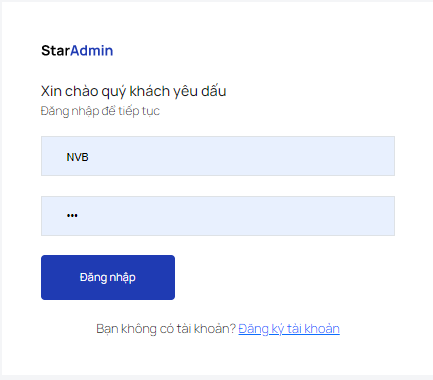 StarAdmin
Xin chào quý khách yêu dấu
Đăng nhập để tiếp tục
NVB
•••
Đăng nhập
Bạn không có tài khoản? Đăng ký tài khoản